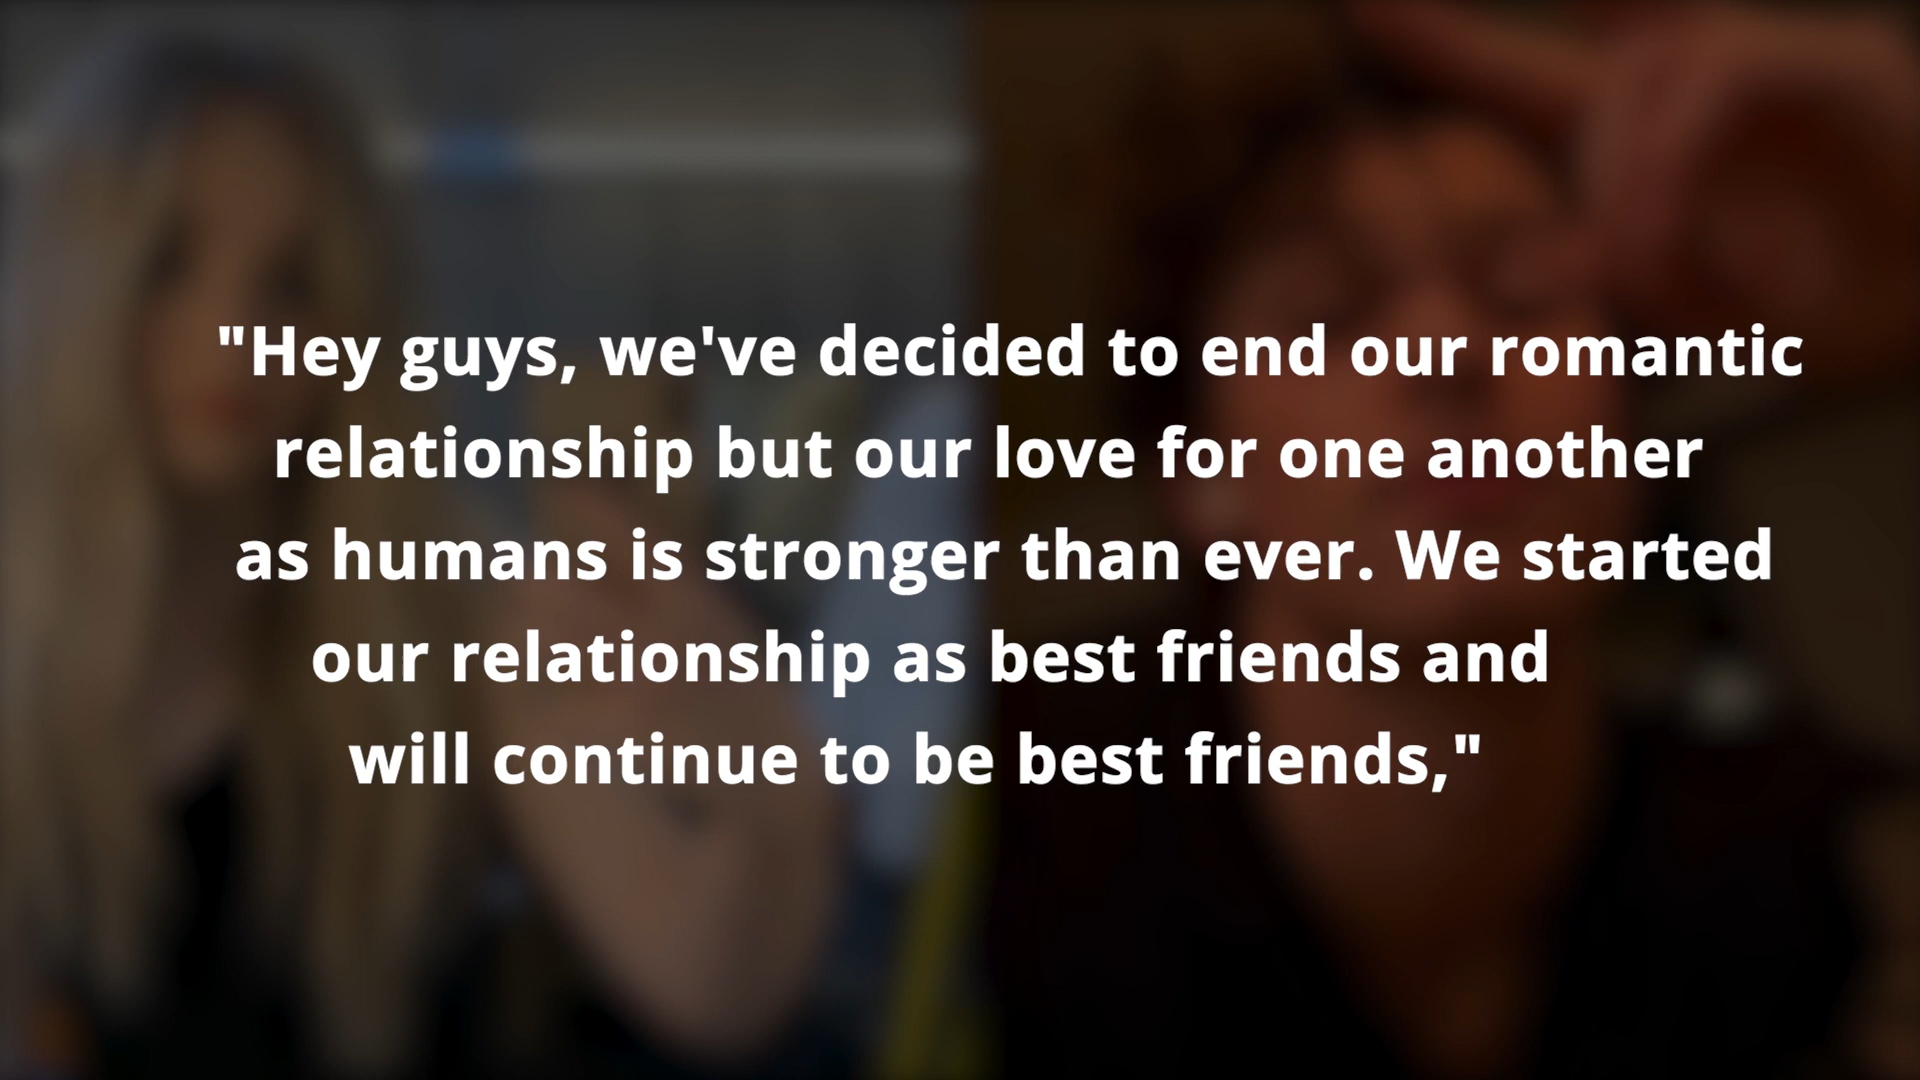 "Hey guys, we've decided to end our romantic
relationship but our love for one another
as humans is stronger than ever. We started
our relationship as best friends and
will continue to be best friends,"